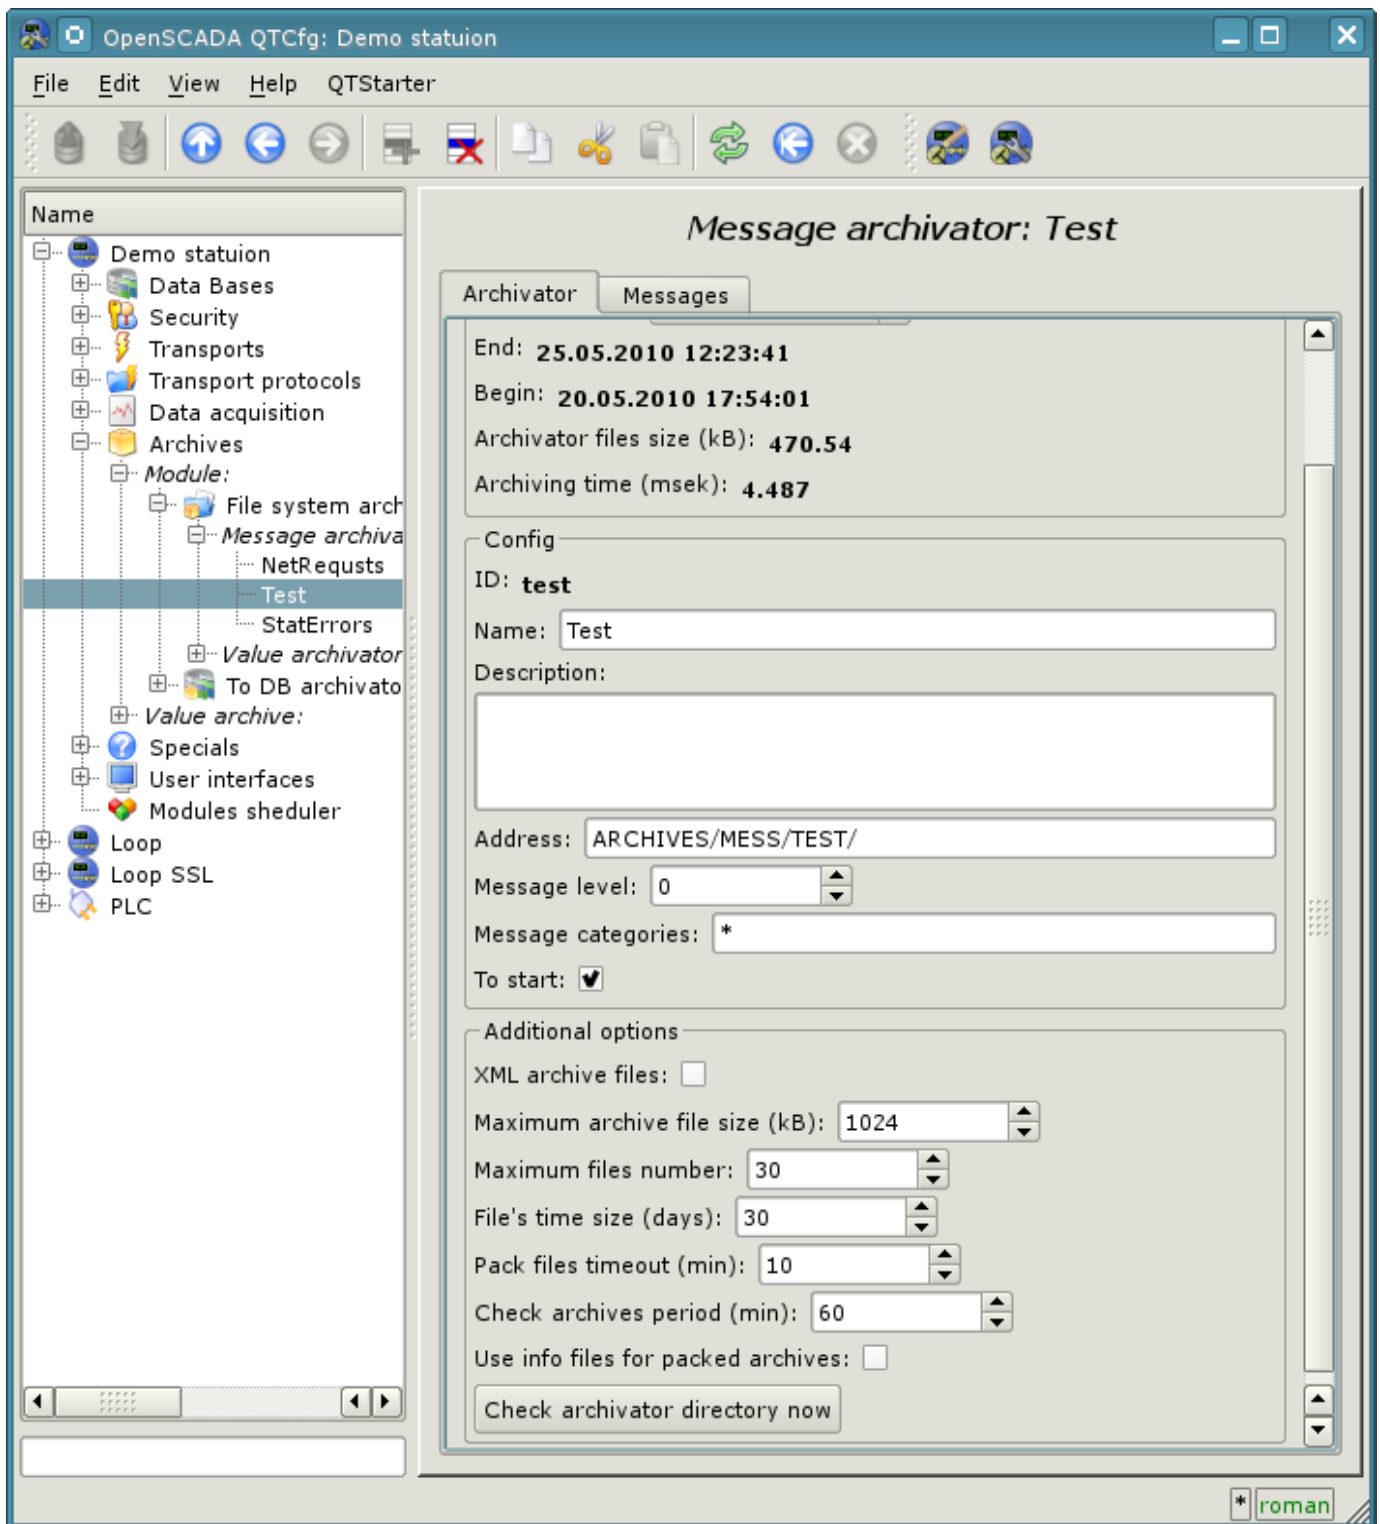 OpenSCADA QTCfg: Demo statuion
File Edit View Help QTStarter
Name
Demo statuion
Data Bases
Security
Transports
Transport protocols
Data acquisition
Archives
Module:
File system arch
Message archiva
NetRequsts
Test
StatErrors
Value archivator
To DB archivato
Value archive:
Specials
User interfaces
Modules sheduler
Loop
Loop SSL
PLC
Message archivator: Test
Archivator Messages
End: 25.05.2010 12:23:41
Begin: 20.05.2010 17:54:01
Archivator files size (kB): 470.54
Archiving time (msek): 4.487
Config
ID: test
Name: Test
Description:
Address: ARCHIVES/MESS/TEST/
Message level: 0
Message categories: *
To start:
Additional options
XML archive files:
Maximum archive file size (kB): 1024
Maximum files number: 30
File's time size (days): 30
Pack files timeout (min): 10
Check archives period (min): 60
Use info files for packed archives:
Check archivator directory now
* roman